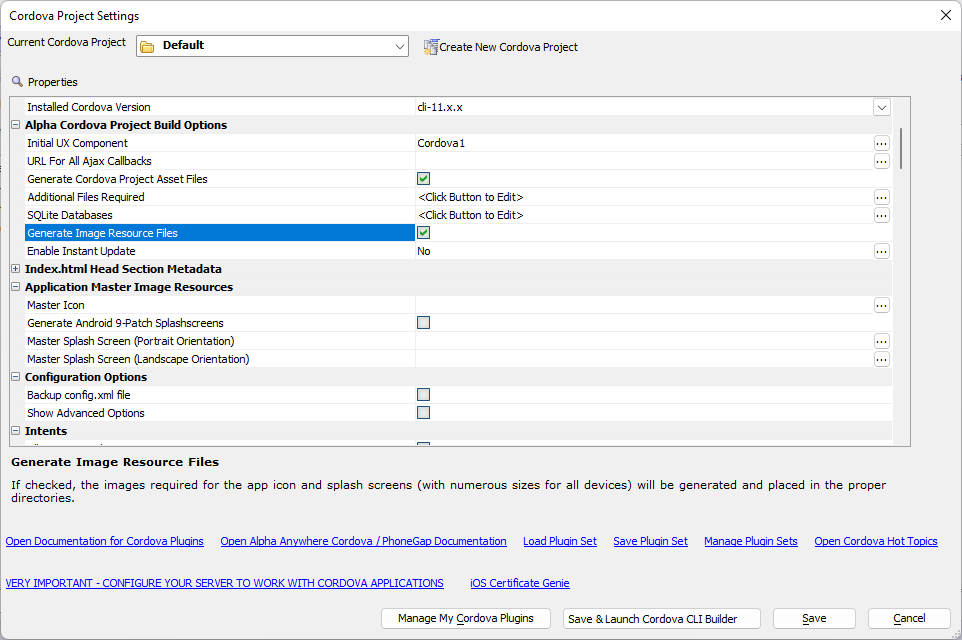 Cordova Project Settings
Current Cordova Project Default Create New Cordova Project
Properties
Installed Cordova Version cli-11.x.x
Alpha Cordova Project Build Options
Initial UX Component Cordova1
URL For All Ajax Callbacks
Generate Cordova Project Asset Files
Additional Files Required <Click Button to Edit>
SQLite Databases <Click Button to Edit>
Generate Image Resource Files
Enable Instant Update No
Index.html Head Section Metadata
Application Master Image Resources
Master Icon
Generate Android 9-Patch Splashscreens
Master Splash Screen (Portrait Orientation)
Master Splash Screen (Landscape Orientation)
Configuration Options
Backup config.xml file
Show Advanced Options
Intents
Generate Image Resource Files
If checked, the images required for the app icon and splash screens (with numerous sizes for all devices) will be generated and placed in the proper
directories.
Open Documentation for Cordova Plugins Open Alpha Anywhere Cordova / PhoneGap Documentation Load Plugin Set Save Plugin Set Manage Plugin Sets Open Cordova Hot Topics
VERY IMPORTANT - CONFIGURE YOUR SERVER TO WORK WITH CORDOVA APPLICATIONS iOS Certificate Genie
Manage My Cordova Plugins Save & Launch Cordova CLI Builder Save Cancel